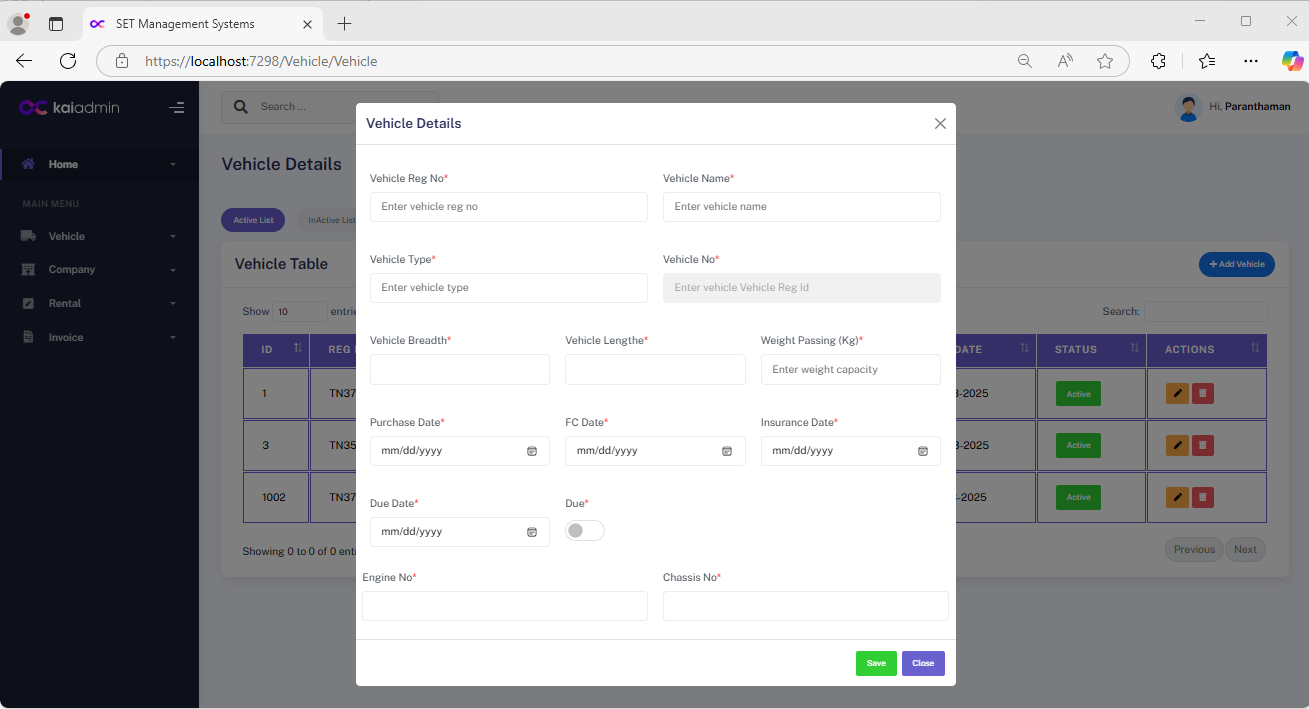 SET Management Systems
https://localhost:7298/Vehicle/Vehicle
kaiadmin
Search ...
Hi, Paranthaman
Home
MAIN MENU
Vehicle
Company
Rental
Invoice
Vehicle Details
Active List
InActive List
Vehicle Table
+ Add Vehicle
Show 10
Search:
ID REG DATE STATUS ACTIONS
1 TN37 -2025 Active
3 TN35 Active
1002 TN37 -2025 Active
Showing 0 to 0 of 0
Previous Next
Vehicle Details
Vehicle Reg No* Vehicle Name*
Enter vehicle reg no Enter vehicle name
Vehicle Type* Vehicle No*
Enter vehicle type Enter vehicle Vehicle Reg Id
Vehicle Breadth* Vehicle Lengthe* Weight Passing (Kg)*
Enter weight capacity
Purchase Date* FC Date* Insurance Date*
mm/dd/yyyy mm/dd/yyyy mm/dd/yyyy
Due Date* Due*
mm/dd/yyyy
Engine No* Chassis No*
Save Close